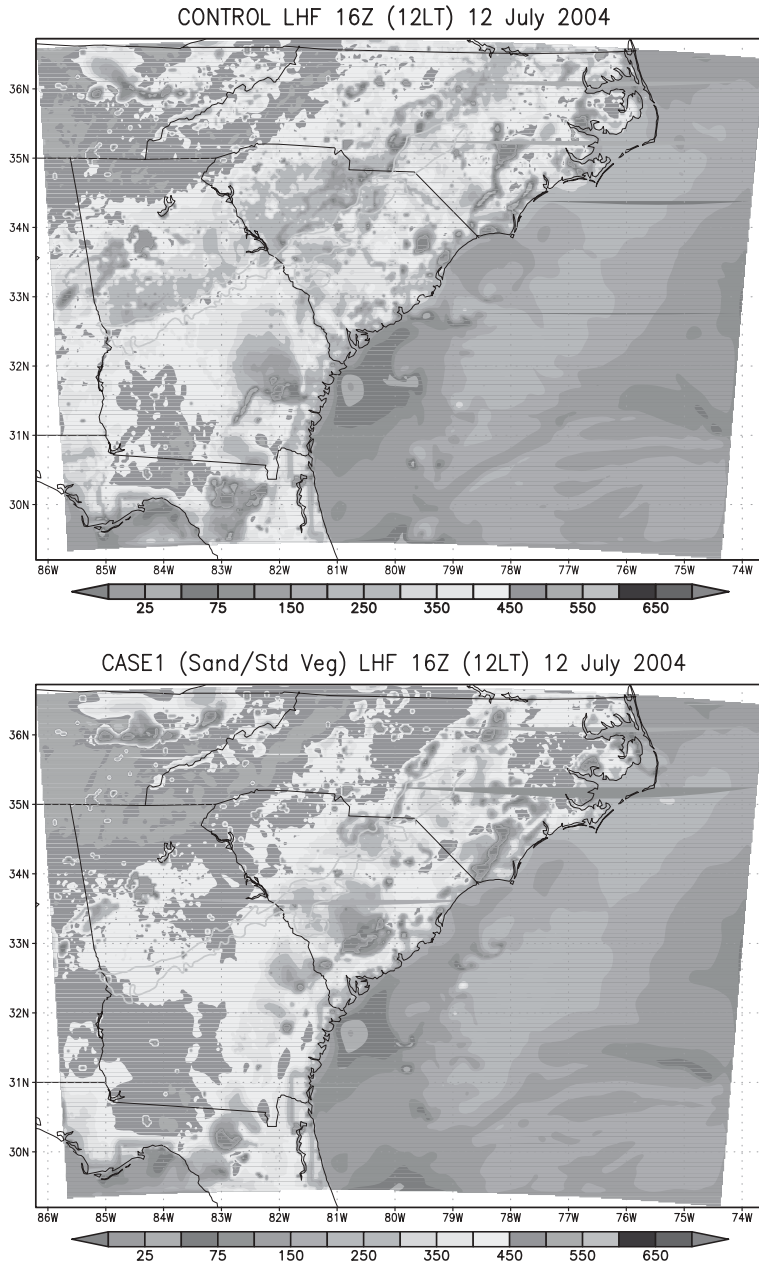 CONTROL LHF 16Z (12LT) 12 July 2004
36N
35N
34N
33N
32N
31N
30N
86W 85W 84W 83W 82W 81W 80W 79W 78W 77W 76W 75W 74W
25 75 150 250 350 450 550 650
CASE1 (Sand/Std Veg) LHF 16Z (12LT) 12 July 2004
36N
35N
34N
33N
32N
31N
30N
86W 85W 84W 83W 82W 81W 80W 79W 78W 77W 76W 75W 74W
25 75 150 250 350 450 550 650